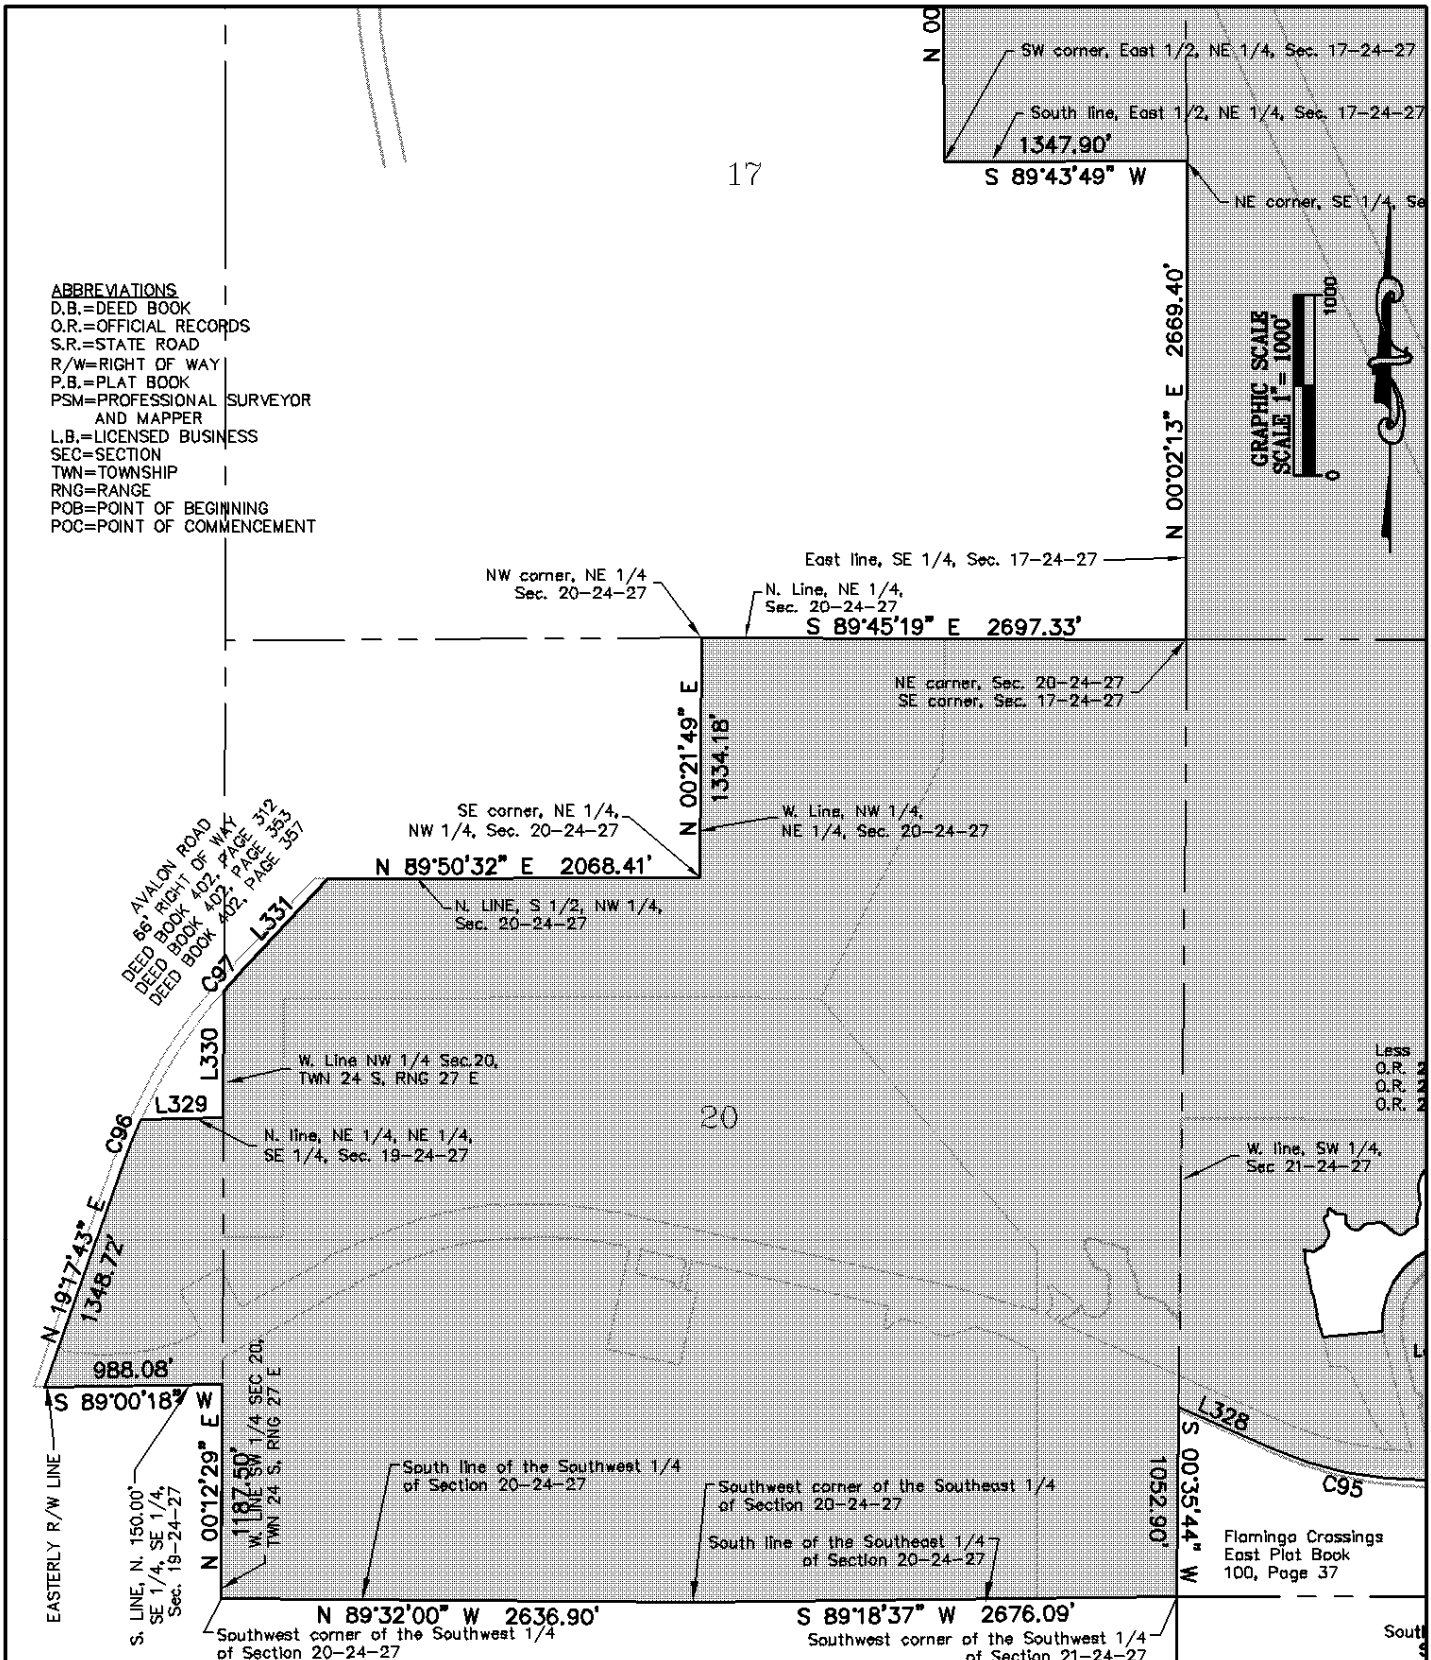 N 00
SW corner, East 1/2, NE 1/4, Sec. 17-24-27
South line, East 1/2, NE 1/4, Sec. 17-24-27
1347.90'
S 89°43'49" W
17
NE corner, SE 1/4, Se
ABBREVIATIONS
D.B.=DEED BOOK
O.R.=OFFICIAL RECORDS
S.R.=STATE ROAD
R/W=RIGHT OF WAY
P.B.=PLAT BOOK
PSM=PROFESSIONAL SURVEYOR
AND MAPPER
L.B.=LICENSED BUSINESS
SEC=SECTION
TWN=TOWNSHIP
RNG=RANGE
POB=POINT OF BEGINNING
POC=POINT OF COMMENCEMENT
N 00°02'13" E 2669.40'
GRAPHIC SCALE
SCALE 1"= 1000'
0
1000
East line, SE 1/4, Sec. 17-24-27
NW corner, NE 1/4
Sec. 20-24-27
N. Line, NE 1/4,
Sec. 20-24-27
S 89°45'19" E 2697.33'
NE corner, Sec. 20-24-27
SE corner, Sec. 17-24-27
N 00°21'49" E
1334.18'
SE corner, NE 1/4,
NW 1/4, Sec. 20-24-27
W. Line, NW 1/4,
NE 1/4, Sec. 20-24-27
N 89°50'32" E 2068.41'
N. LINE, S 1/2, NW 1/4,
Sec. 20-24-27
AVALON ROAD
66' RIGHT OF WAY
DEED BOOK 402, PAGE 312
DEED BOOK 402, PAGE 353
DEED BOOK 402, PAGE 357
L331
C97
L330
W. Line NW 1/4 Sec.20,
TWN 24 S, RNG 27 E
L329
C96
N. line, NE 1/4, NE 1/4,
SE 1/4, Sec. 19-24-27
20
Less
O.R.
O.R.
O.R.
W. line, SW 1/4,
Sec 21-24-27
N 19°17'43" E
1348.72'
988.08'
S 89°00'18" W
EASTERLY R/W LINE
S. LINE, N. 150.00'
SE 1/4, SE 1/4,
Sec. 19-24-27
N 00°12'29" E
1187.50'
W. LINE SW 1/4 SEC 20,
TWN 24 S, RNG 27 E
South line of the Southwest 1/4
of Section 20-24-27
Southwest corner of the Southeast 1/4
of Section 20-24-27
South line of the Southeast 1/4
of Section 20-24-27
L328
C95
S 00°35'44" W
1052.90'
Flamingo Crossings
East Plat Book
100, Page 37
N 89°32'00" W 2636.90'
S 89°18'37" W 2676.09'
Southwest corner of the Southwest 1/4
of Section 20-24-27
Southwest corner of the Southwest 1/4
of Section 21-24-27